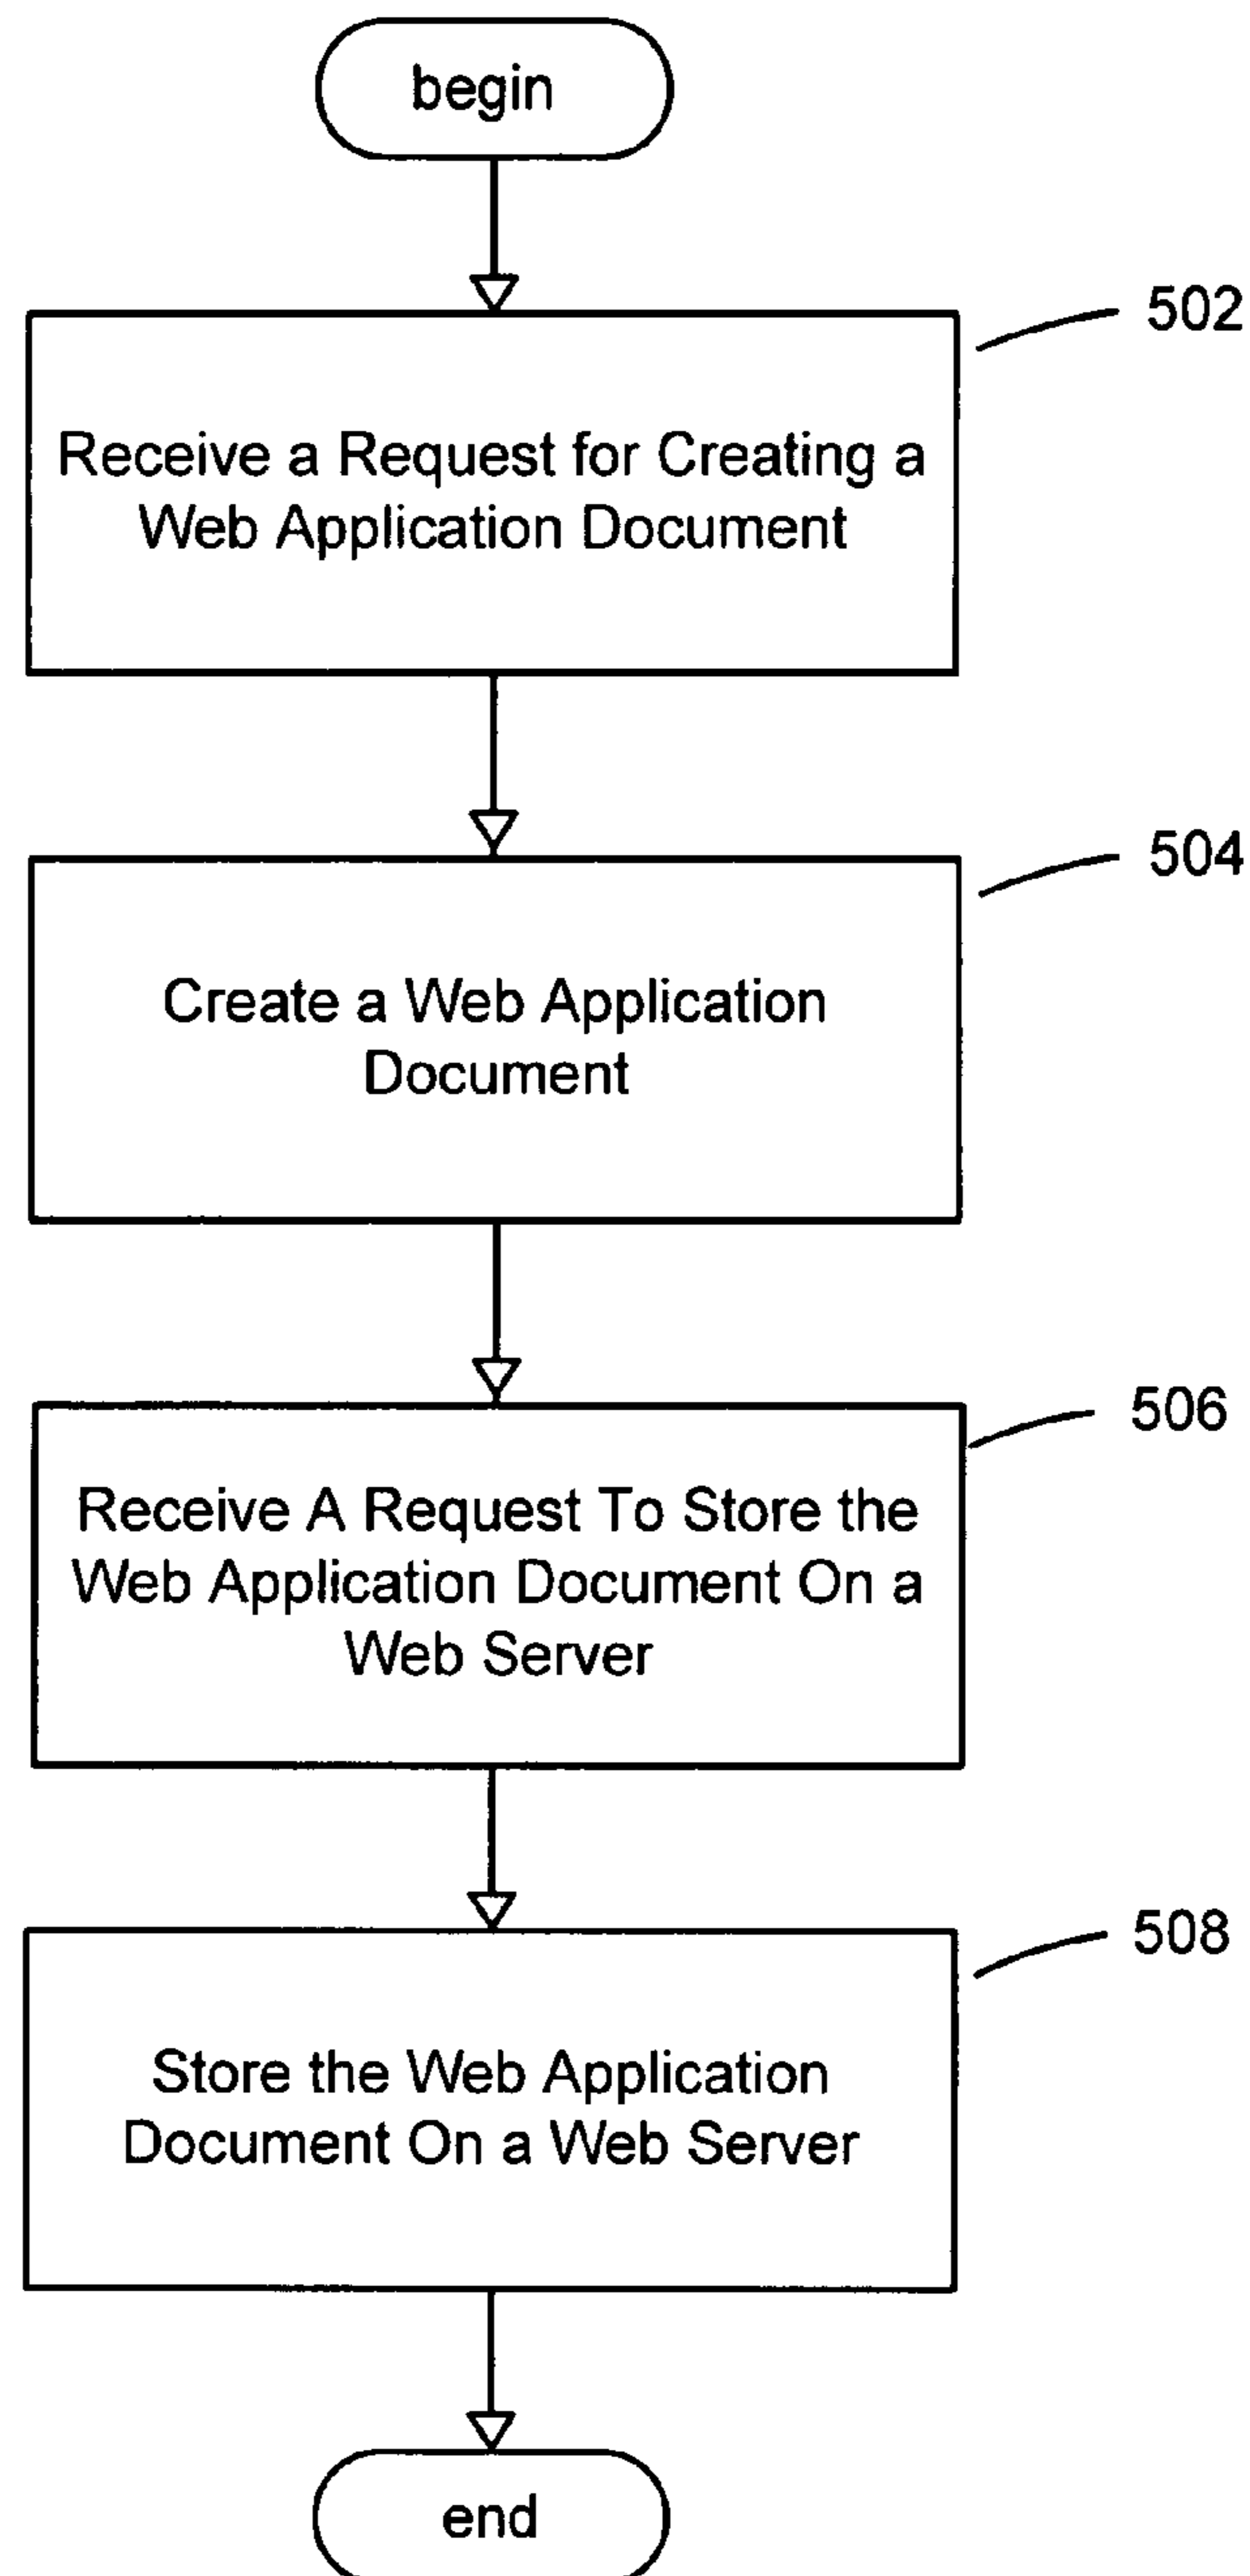 begin
502
Receive a Request for Creating a
Web Application Document
504
Create a Web Application
Document
506
Receive A Request To Store the
Web Application Document On a
Web Server
508
Store the Web Application
Document On a Web Server
end